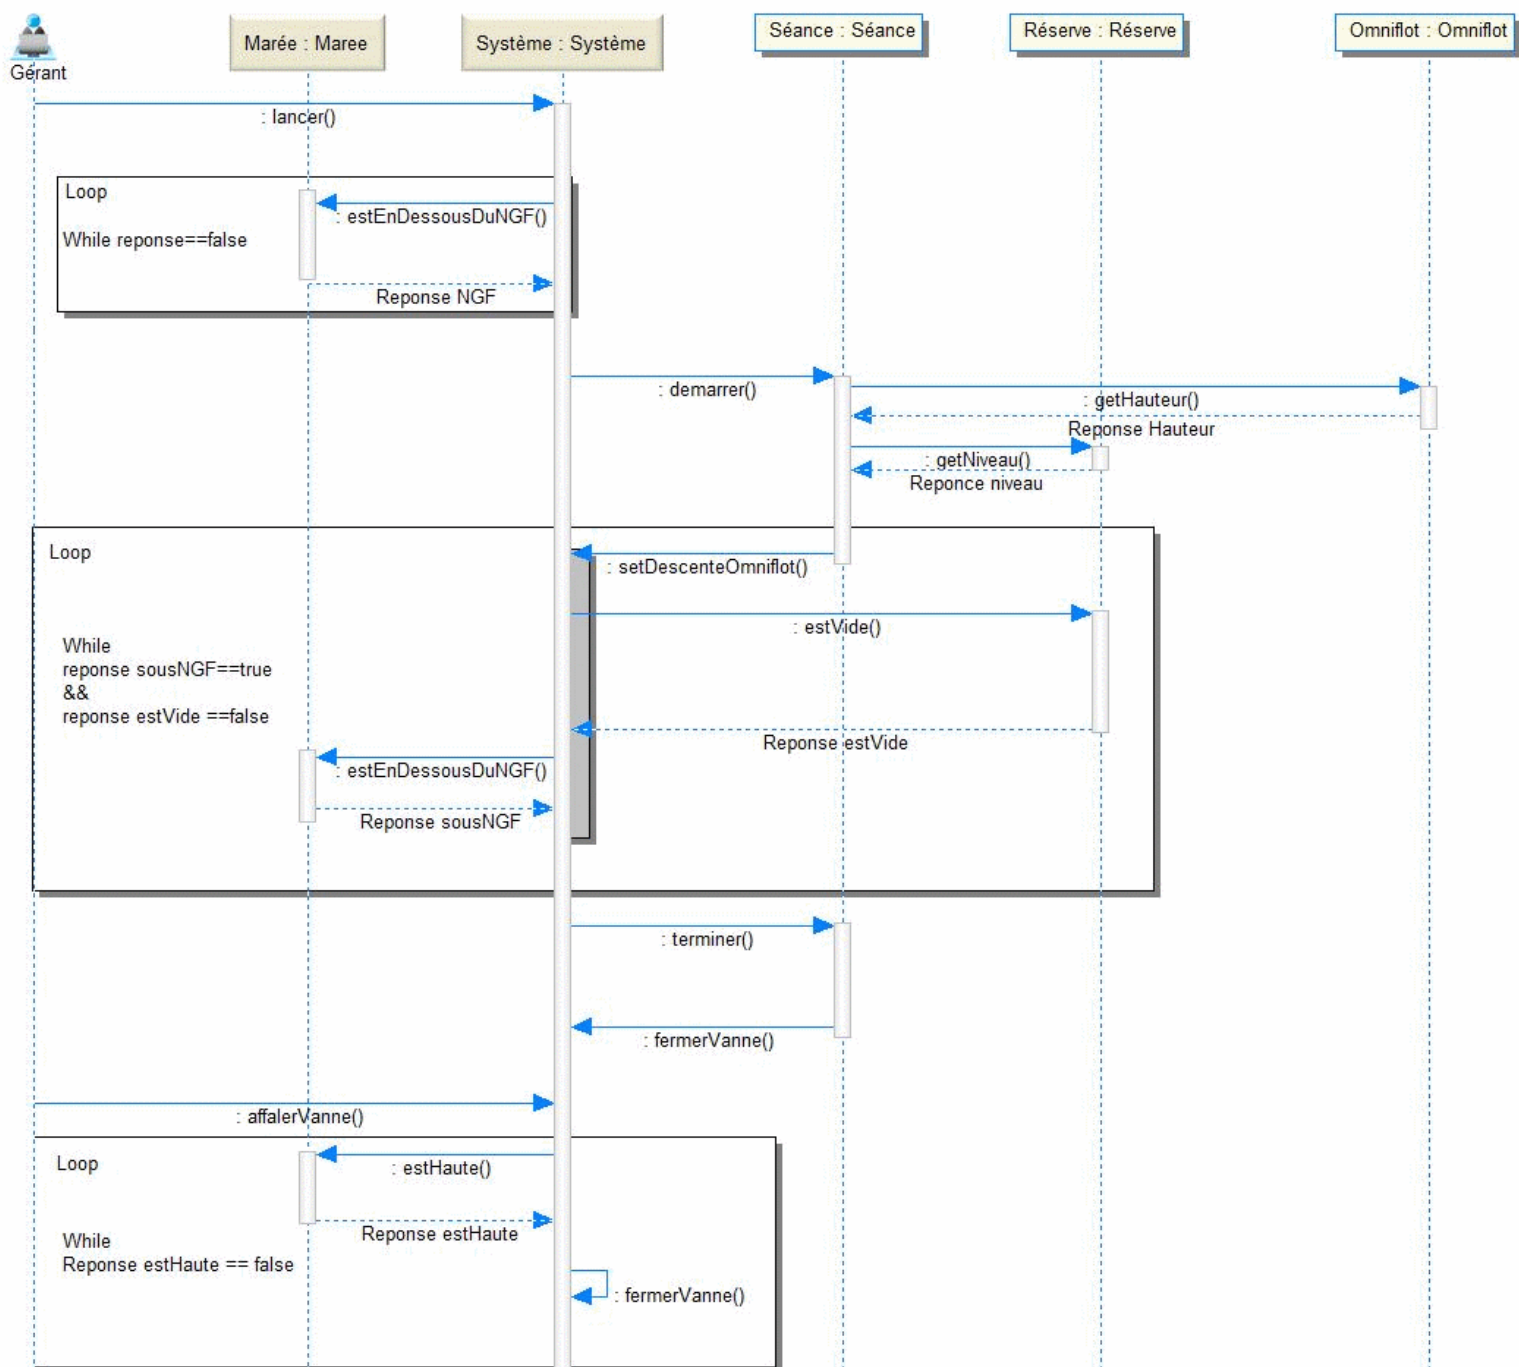 Gérant
Marée : Maree
Système : Système
Séance : Séance
Réserve : Réserve
Omniflot : Omniflot
: lancer()
Loop
: estEnDessousDuNGF()
While reponse==false
Reponse NGF
: demarrer()
: getHauteur()
Reponse Hauteur
: getNiveau()
Reponce niveau
Loop
: setDescenteOmniflot()
: estVide()
While
reponse sousNGF==true
&&
reponse estVide ==false
Reponse estVide
: estEnDessousDuNGF()
Reponse sousNGF
: terminer()
: fermerVanne()
: affalerVanne()
Loop
: estHaute()
Reponse estHaute
While
Reponse estHaute == false
: fermerVanne()